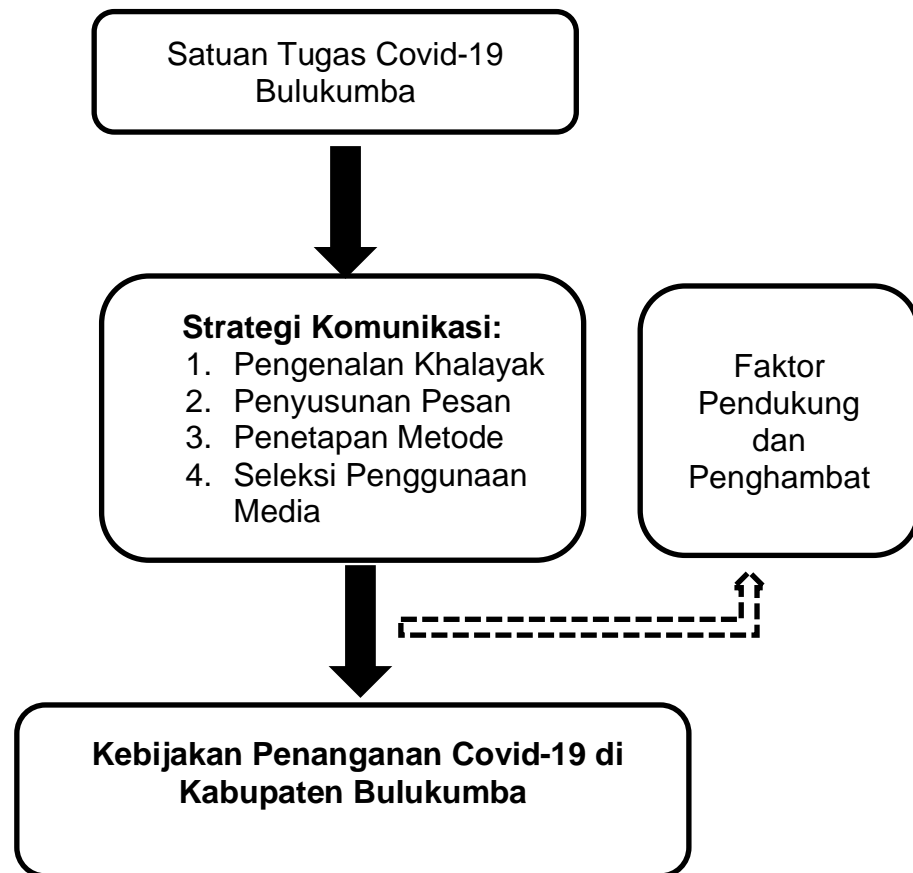 Satuan Tugas Covid-19
Bulukumba
Strategi Komunikasi:
1. Pengenalan Khalayak
2. Penyusunan Pesan
3. Penetapan Metode
4. Seleksi Penggunaan
Media
Faktor
Pendukung
dan
Penghambat
Kebijakan Penanganan Covid-19 di
Kabupaten Bulukumba